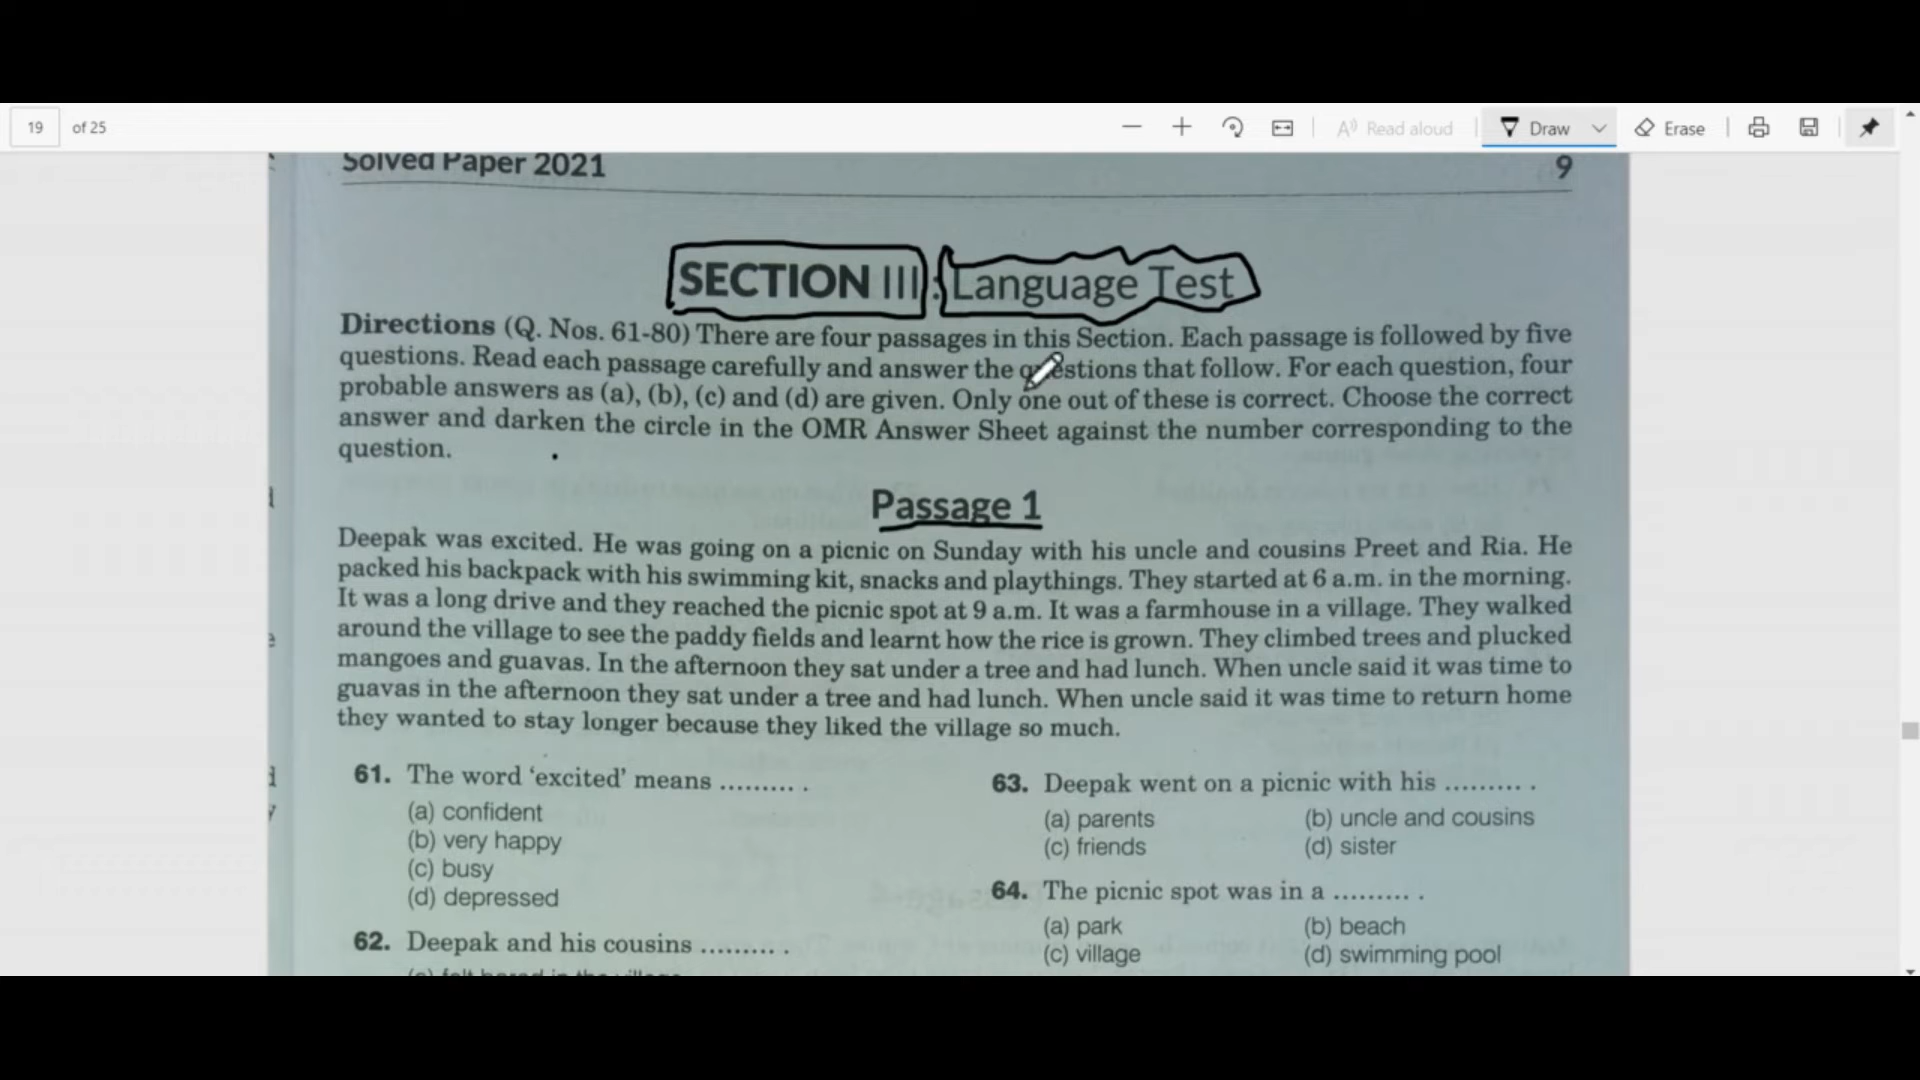 19 of 25
Read aloud
Draw
Erase
Solved Paper 2021 9
SECTION III : Language Test
Directions (Q. Nos. 61-80) There are four passages in this Section. Each passage is followed by five
questions. Read each passage carefully and answer the questions that follow. For each question, four
probable answers as (a), (b), (c) and (d) are given. Only one out of these is correct. Choose the correct
answer and darken the circle in the OMR Answer Sheet against the number corresponding to the
question.
Passage 1
Deepak was excited. He was going on a picnic on Sunday with his uncle and cousins Preet and Ria. He
packed his backpack with his swimming kit, snacks and playthings. They started at 6 a.m. in the morning.
It was a long drive and they reached the picnic spot at 9 a.m. It was a farmhouse in a village. They walked
around the village to see the paddy fields and learnt how the rice is grown. They climbed trees and plucked
mangoes and guavas. In the afternoon they sat under a tree and had lunch. When uncle said it was time to
guavas in the afternoon they sat under a tree and had lunch. When uncle said it was time to return home
they wanted to stay longer because they liked the village so much.
61. The word ‘excited’ means ......... .
(a) confident
(b) very happy
(c) busy
(d) depressed
62. Deepak and his cousins ......... .
(a) felt bored in the village
63. Deepak went on a picnic with his ......... .
(a) parents (b) uncle and cousins
(c) friends (d) sister
64. The picnic spot was in a ......... .
(a) park (b) beach
(c) village (d) swimming pool